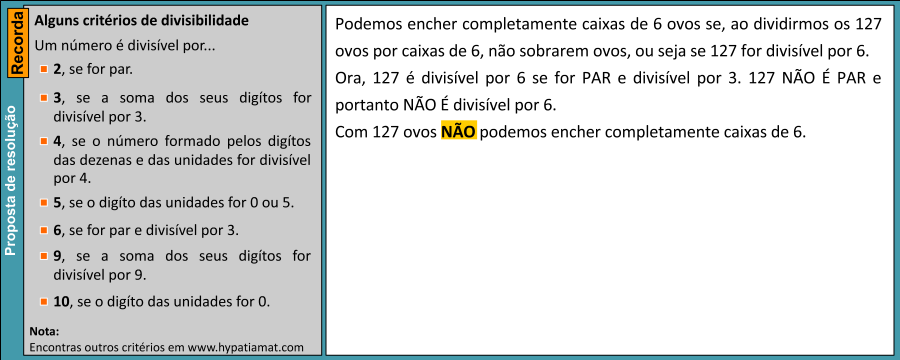 Recorda
Proposta de resolução
Alguns critérios de divisibilidade
Um número é divisível por...
2, se for par.
3, se a soma dos seus digítos for
divisível por 3.
4, se o número formado pelos digítos
das dezenas e das unidades for divisível
por 4.
5, se o digíto das unidades for 0 ou 5.
6, se for par e divisível por 3.
9, se a soma dos seus digítos for
divisível por 9.
10, se o digíto das unidades for 0.
Nota:
Encontras outros critérios em www.hypatiamat.com
Podemos encher completamente caixas de 6 ovos se, ao dividirmos os 127
ovos por caixas de 6, não sobrarem ovos, ou seja se 127 for divisível por 6.
Ora, 127 é divisível por 6 se for PAR e divisível por 3. 127 NÃO É PAR e
portanto NÃO É divisível por 6.
Com 127 ovos NÃO podemos encher completamente caixas de 6.